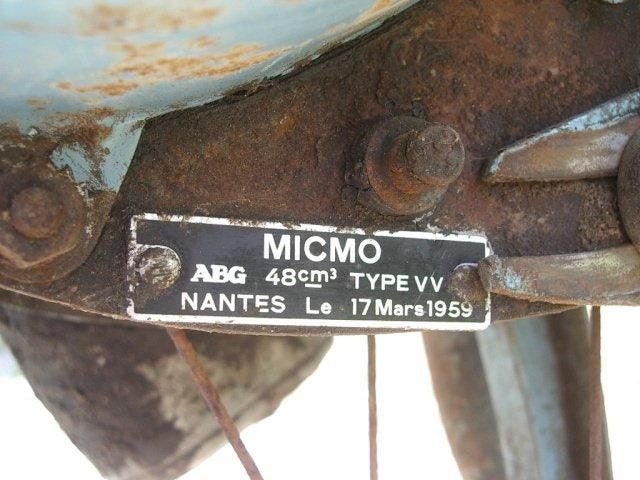 MICMO
ABG 48cm³ TYPE VV
NANTES Le 17 Mars 1959